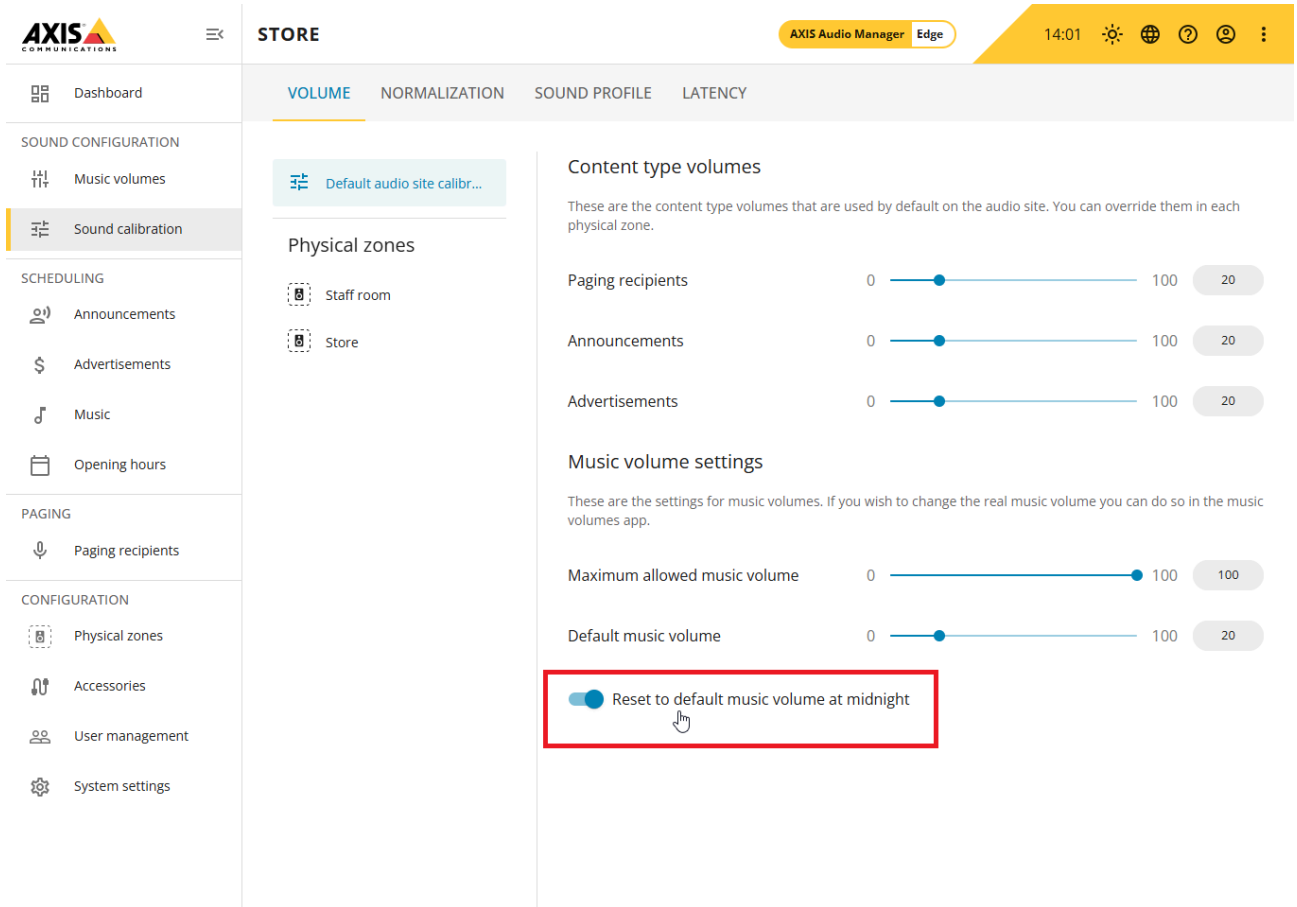 AXIS
COMMUNICATIONS
STORE
AXIS Audio Manager Edge
14:01
Dashboard
SOUND CONFIGURATION
Music volumes
Sound calibration
SCHEDULING
Announcements
Advertisements
Music
Opening hours
PAGING
Paging recipients
CONFIGURATION
Physical zones
Accessories
User management
System settings
VOLUME NORMALIZATION SOUND PROFILE LATENCY
Default audio site calibr...
Physical zones
Staff room
Store
Content type volumes
These are the content type volumes that are used by default on the audio site. You can override them in each
physical zone.
Paging recipients 0 100 20
Announcements 0 100 20
Advertisements 0 100 20
Music volume settings
These are the settings for music volumes. If you wish to change the real music volume you can do so in the music
volumes app.
Maximum allowed music volume 0 100 100
Default music volume 0 100 20
Reset to default music volume at midnight